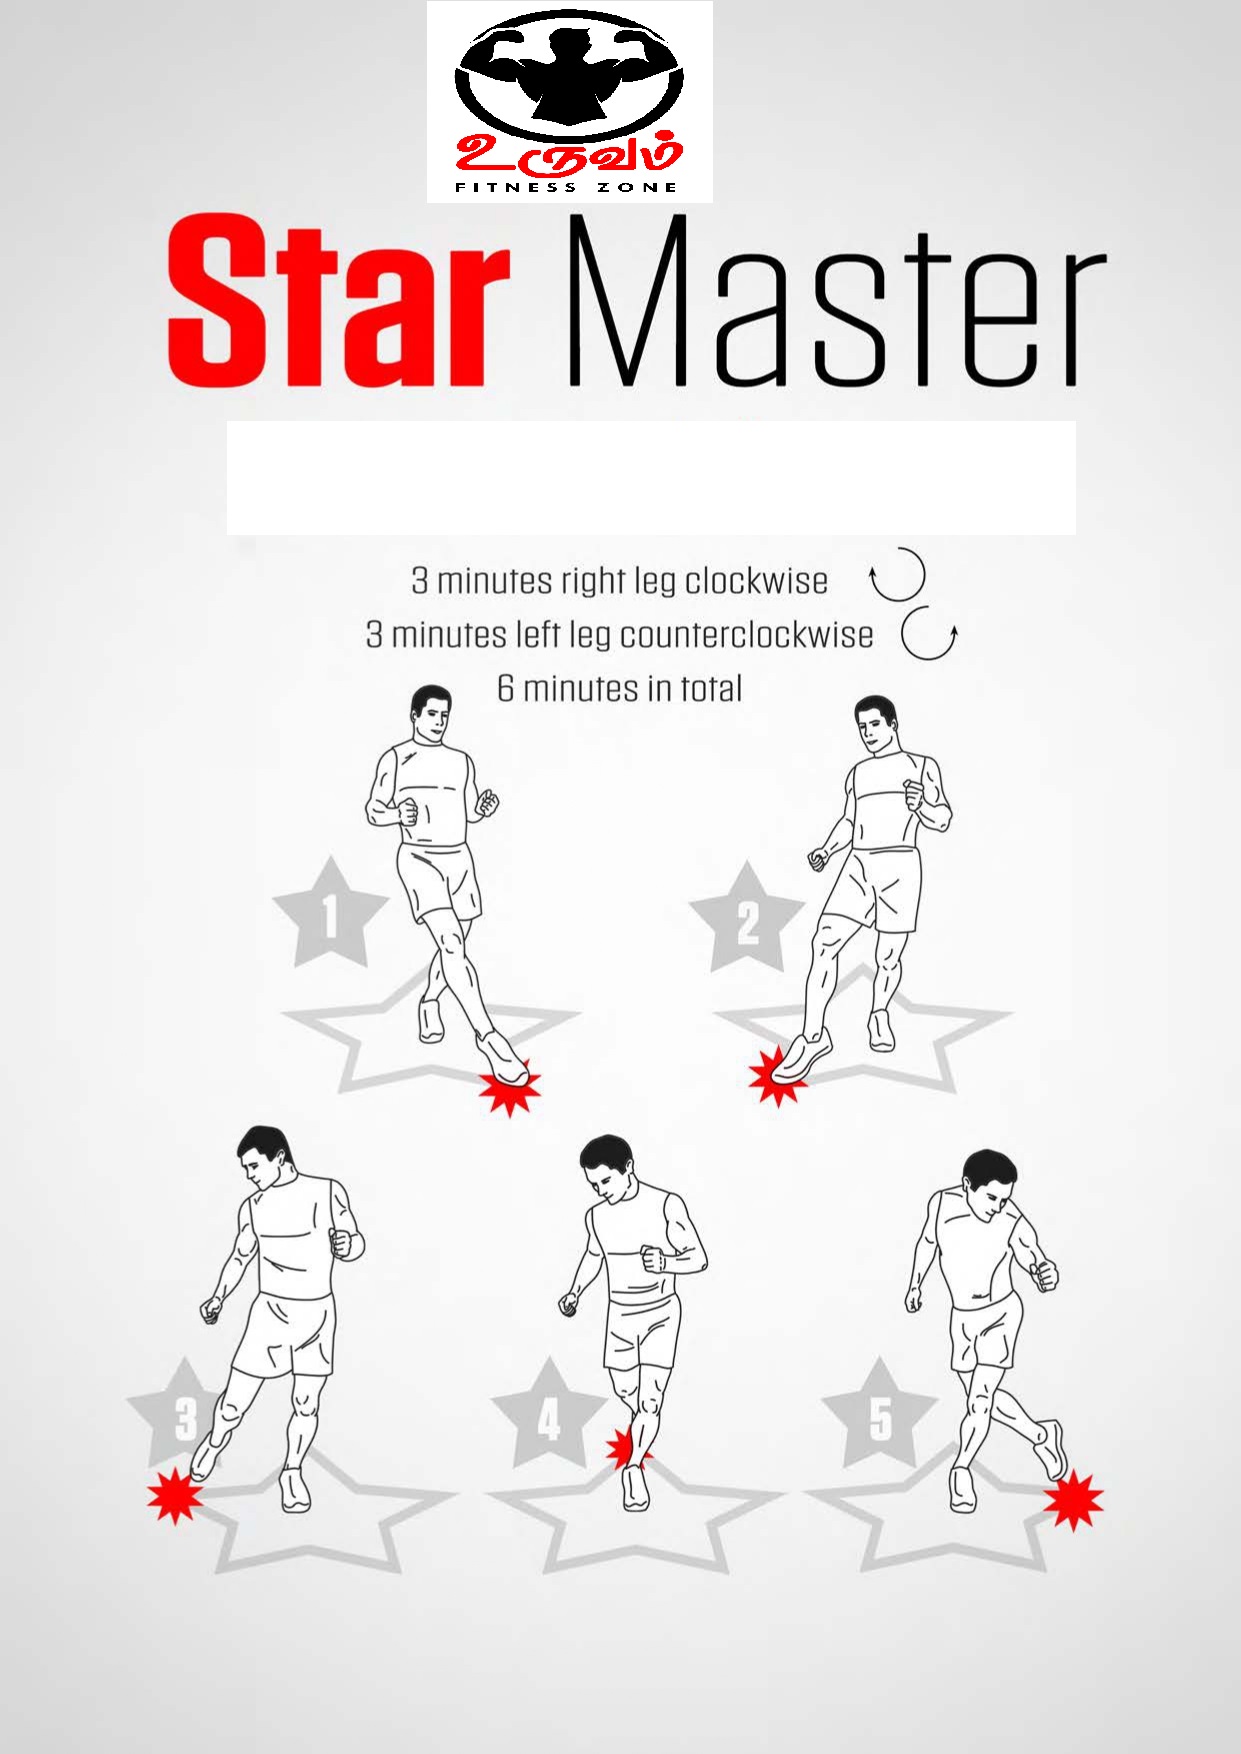 உருவம்
FITNESS ZONE
Star Master
3 minutes right leg clockwise
3 minutes left leg counterclockwise
6 minutes in total
1
2
3
4
5